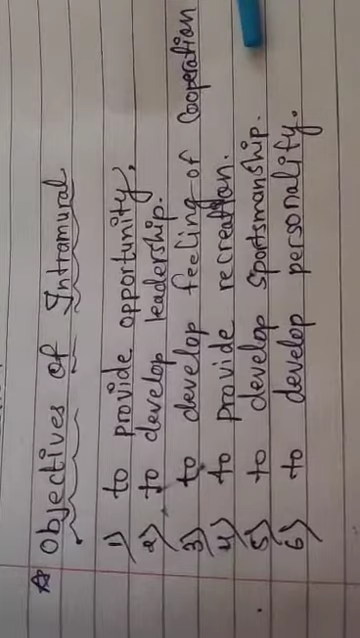 ☆ Objectives of Intramural
1) to provide opportunity,
2) to develop leadership.
3) to develop feeling of Cooperation
4) to provide recreation.
5) to develop Sportsmanship.
6) to develop personality.